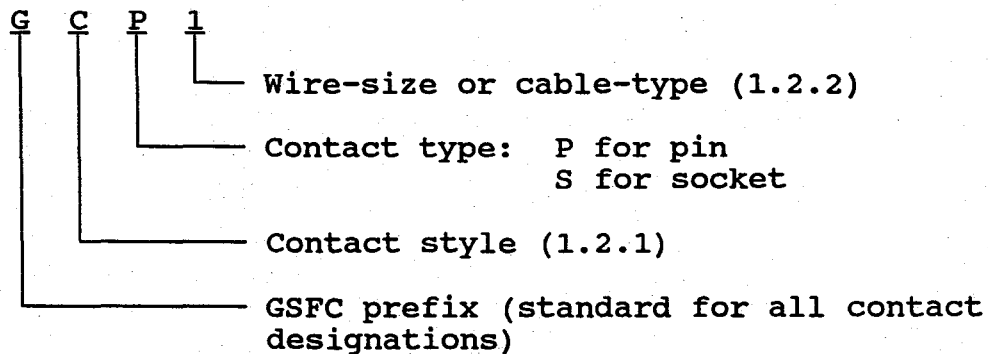 G C P 1
Wire-size or cable-type (1.2.2)
Contact type: P for pin
S for socket
Contact style (1.2.1)
GSFC prefix (standard for all contact
designations)